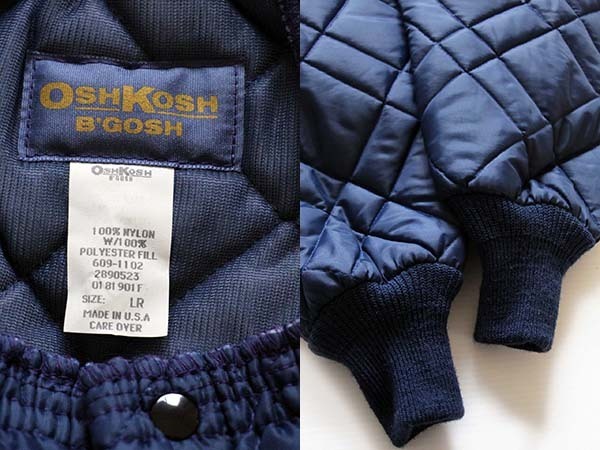 OSHKOSH
B'GOSH
OSHKOSH
B'GOSH
100% NYLON
W/100%
POLYESTER FILL
609-1102
2890523
0181901F
SIZE: LR
MADE IN U.S.A
CARE OVER